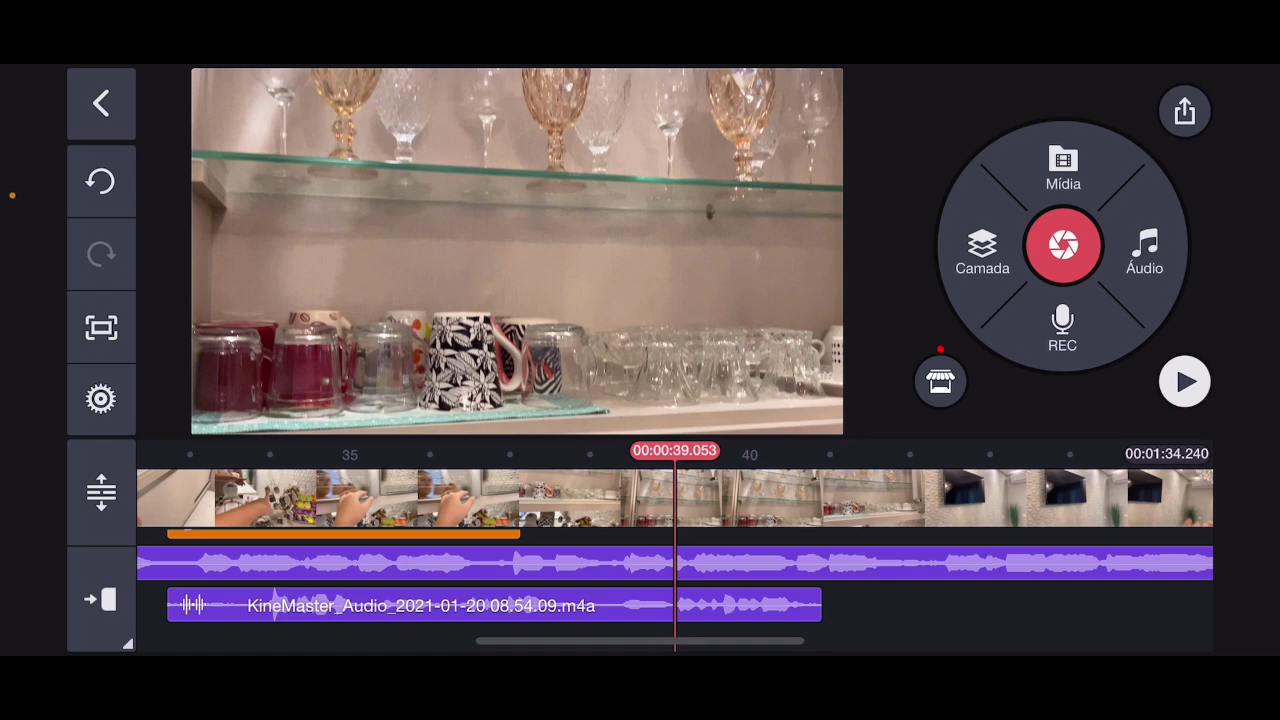 Mídia
Camada
Áudio
REC
35
00:00:39.053
40
00:01:34.240
KineMaster_Audio_2021-01-20 08.54.09.m4a